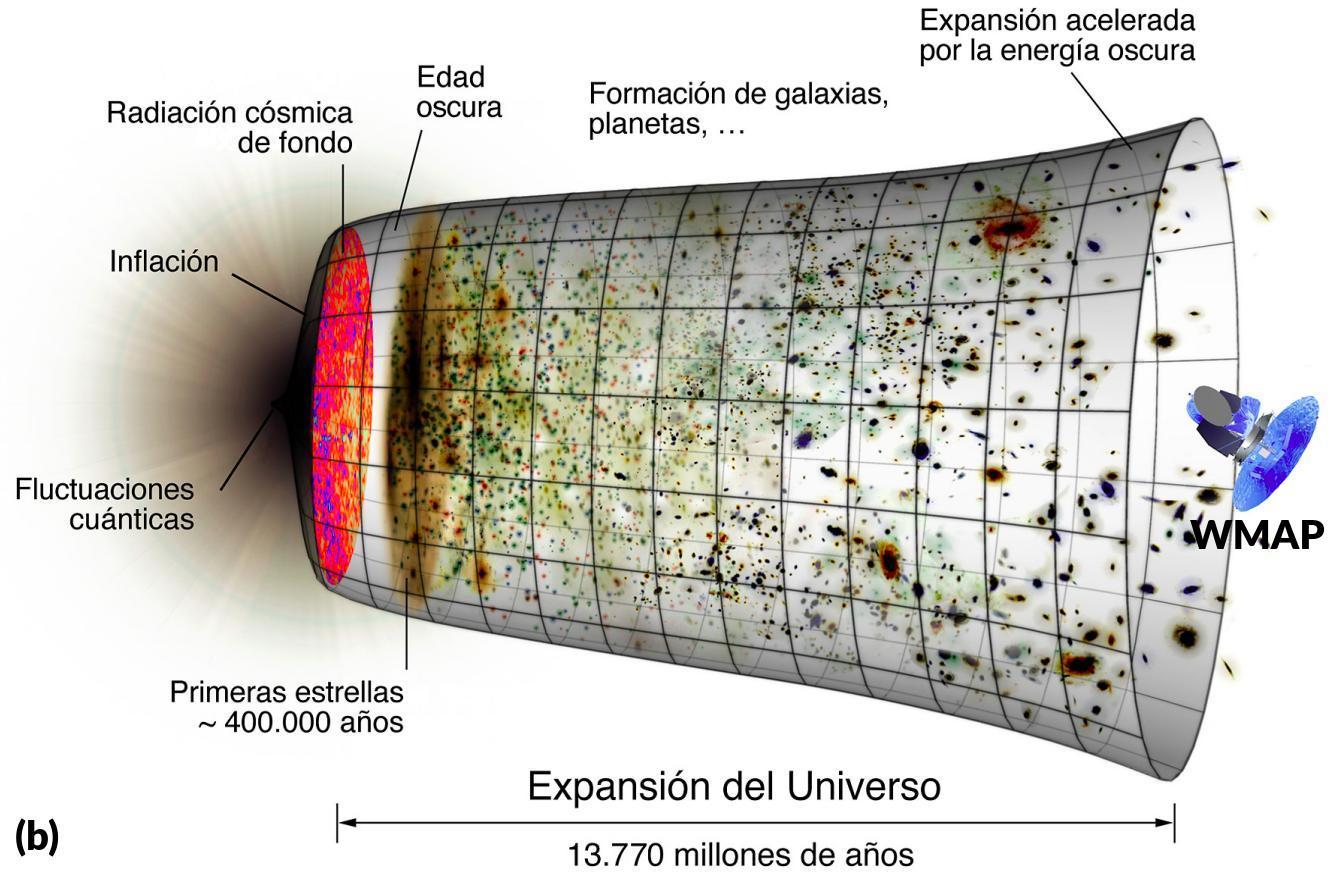 Expansión acelerada
por la energía oscura
Edad
oscura
Formación de galaxias,
planetas, …
Radiación cósmica
de fondo
Inflación
Fluctuaciones
cuánticas
WMAP
Primeras estrellas
~ 400.000 años
Expansión del Universo
13.770 millones de años
(b)